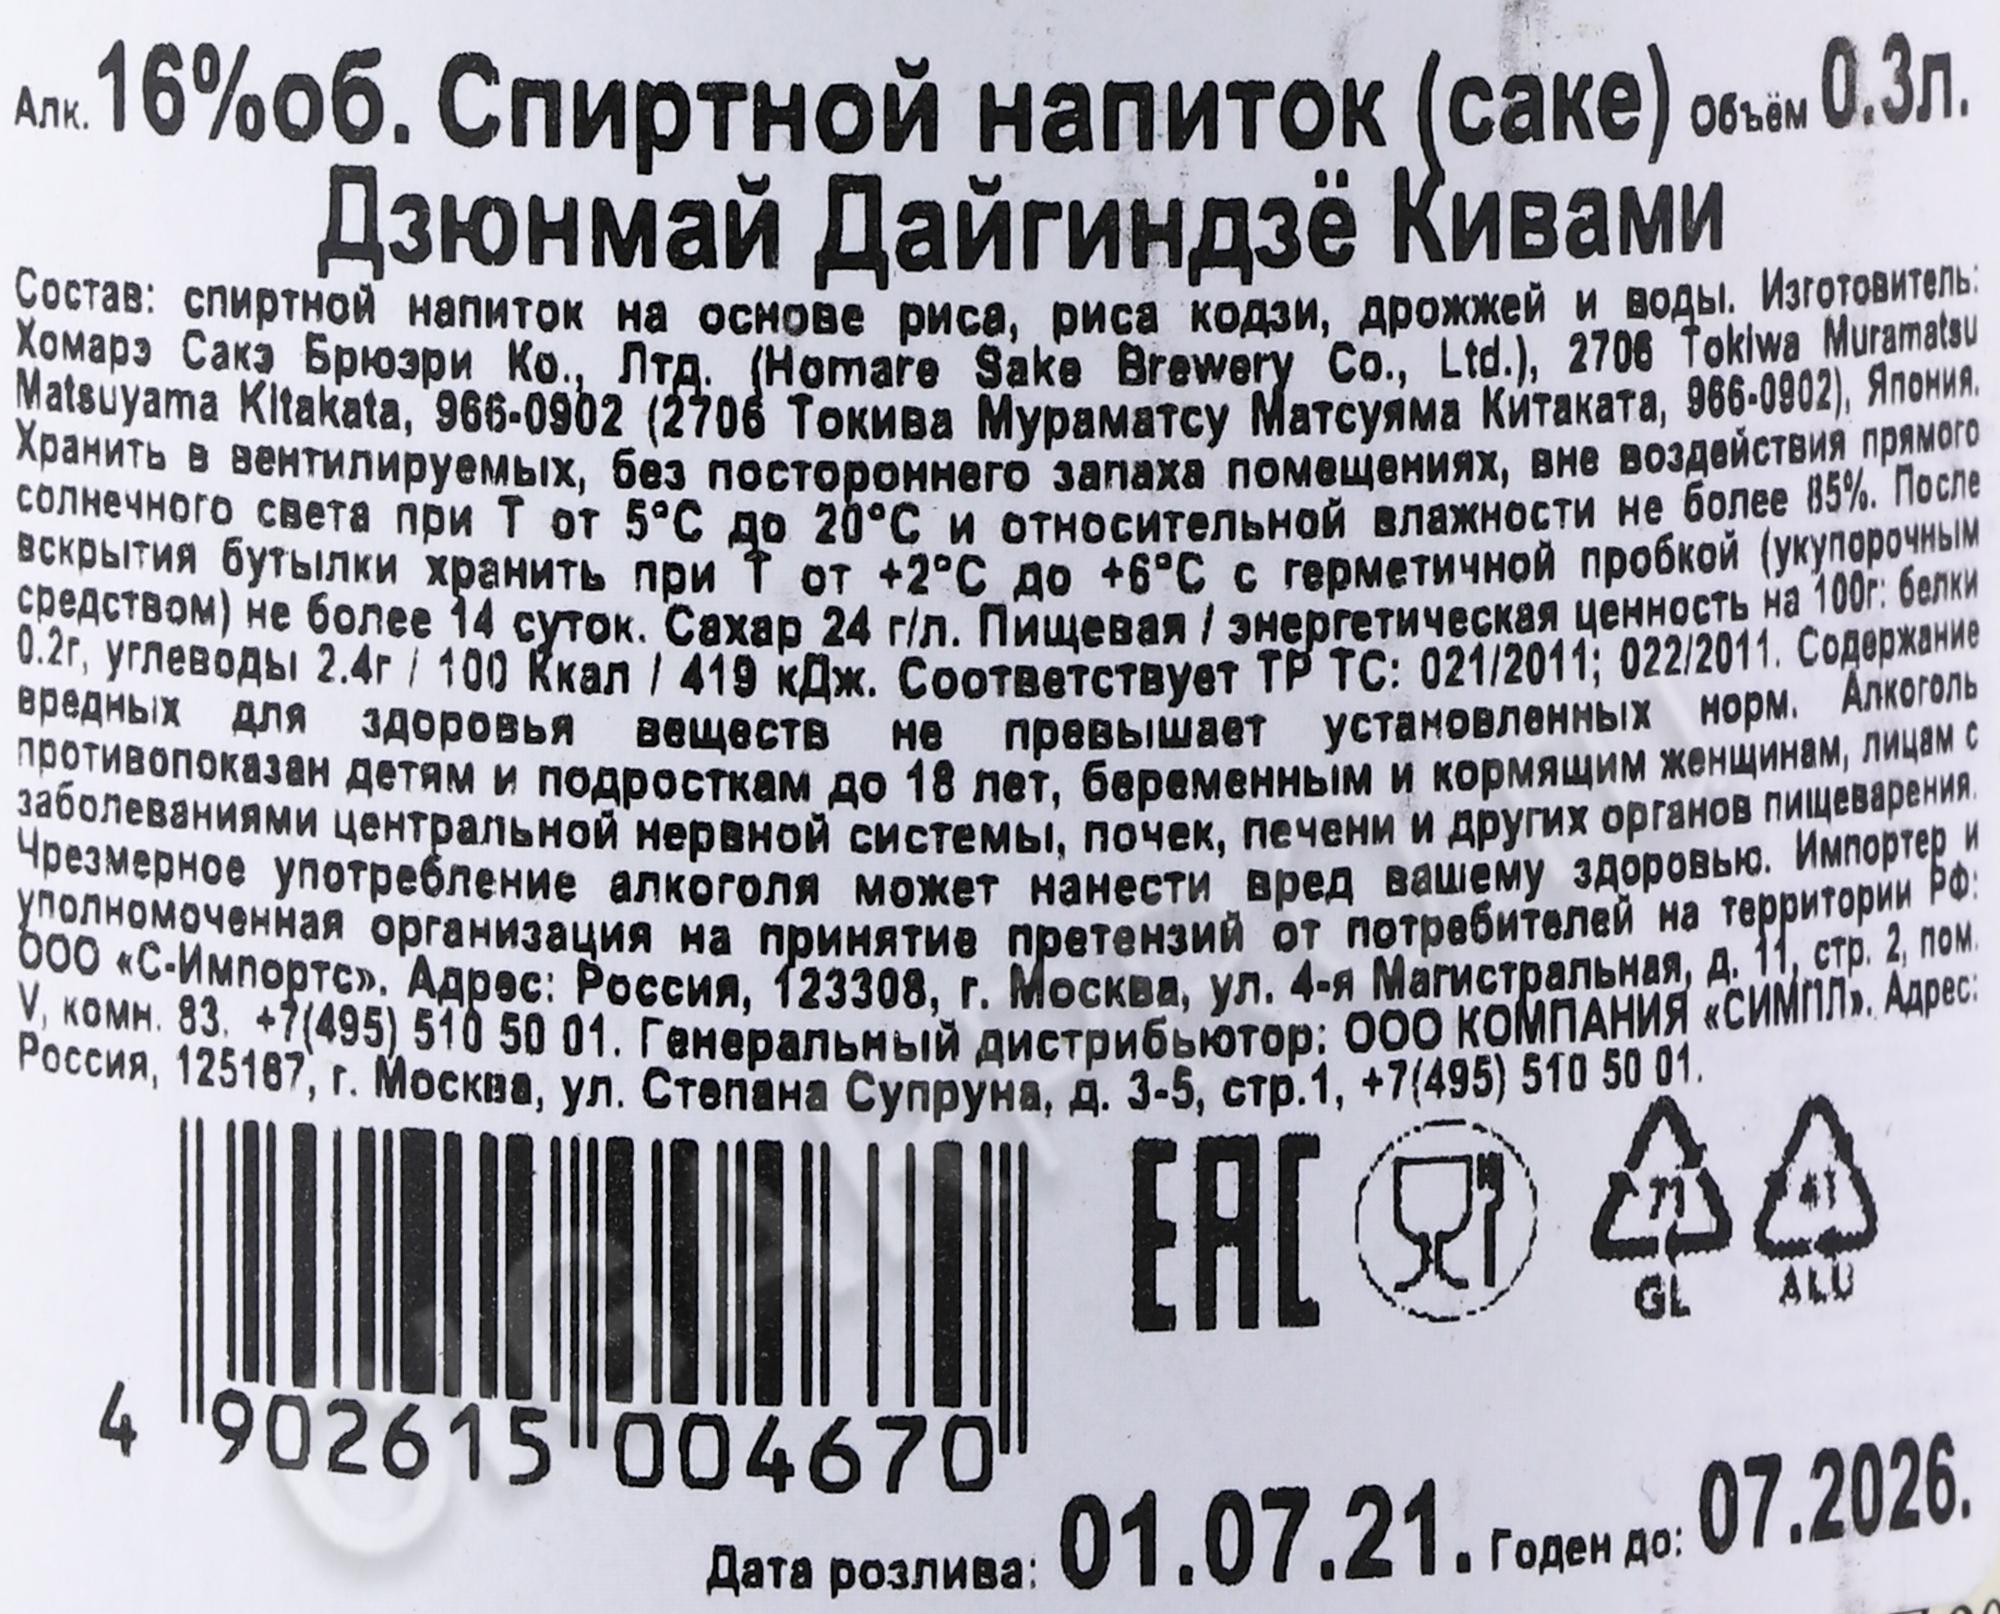 Алк. 16%об. Спиртной напиток (саке) Объём 0.3л.
Дзюнмай Дайгиндзё Кивами
Состав: спиртной напиток на основе риса, риса кодзи, дрожжей и воды. Изготовитель:
Хомарэ Сакэ Брюэри Ко., Лтд. (Homare Sake Brewery Co., Ltd.), 2706 Tokiwa Muramatsu
Matsuyama Kitakata, 966-0902 (2706 Токива Мураматсу Матсуяма Китаката, 966-0902), Япония.
Хранить в вентилируемых, без постороннего запаха помещениях, вне воздействия прямого
солнечного света при Т от 5°С до 20°С и относительной влажности не более 85%. После
вскрытия бутылки хранить при Т от +2°С до +6°С с герметичной пробкой (укупорочным
средством) не более 14 суток. Сахар 24 г/л. Пищевая / энергетическая ценность на 100г: белки
0.2г, углеводы 2.4г / 100 Ккал / 419 кДж. Соответствует ТР ТС: 021/2011; 022/2011. Содержание
вредных для здоровья веществ не превышает установленных норм. Алкоголь
противопоказан детям и подросткам до 18 лет, беременным и кормящим женщинам, лицам с
заболеваниями центральной нервной системы, почек, печени и других органов пищеварения.
Чрезмерное употребление алкоголя может нанести вред вашему здоровью. Импортер и
уполномоченная организация на принятие претензий от потребителей на территории РФ:
ООО «С-Импортс». Адрес: Россия, 123308, г. Москва, ул. 4-я Магистральная, д. 11, стр. 2, пом.
V, комн. 83. +7(495) 510 50 01. Генеральный дистрибьютор: ООО КОМПАНИЯ «СИМПЛ». Адрес:
Россия, 125167, г. Москва, ул. Степана Супруна, д. 3-5, стр.1, +7(495) 510 50 01.
EAC
71
GL
41
ALU
4 902615 004670
Дата розлива: 01.07.21. Годен до: 07.2026.